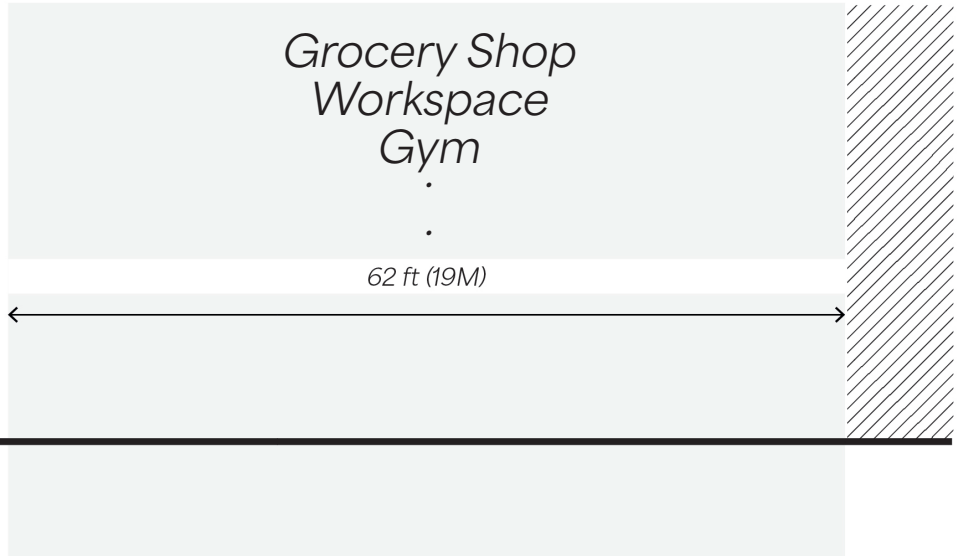 Grocery Shop
Workspace
Gym
.
.
62 ft (19M)